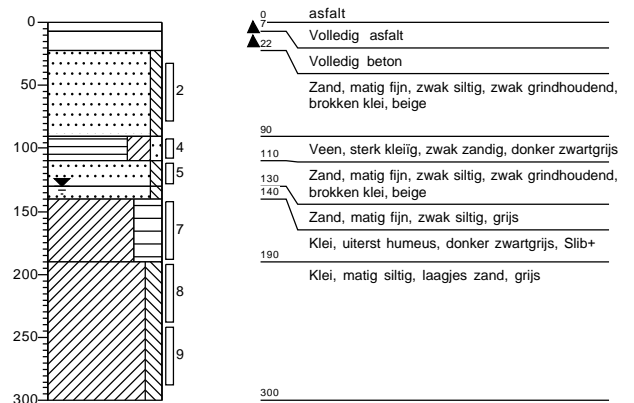 0
50
100
150
200
250
300
2
4
5
7
8
9
0
asfalt
7
Volledig asfalt
22
Volledig beton
Zand, matig fijn, zwak siltig, zwak grindhoudend,
brokken klei, beige
90
Veen, sterk kleiïg, zwak zandig, donker zwartgrijs
110
Zand, matig fijn, zwak siltig, zwak grindhoudend,
brokken klei, beige
130
140
Zand, matig fijn, zwak siltig, grijs
Klei, uiterst humeus, donker zwartgrijs, Slib+
190
Klei, matig siltig, laagjes zand, grijs
300